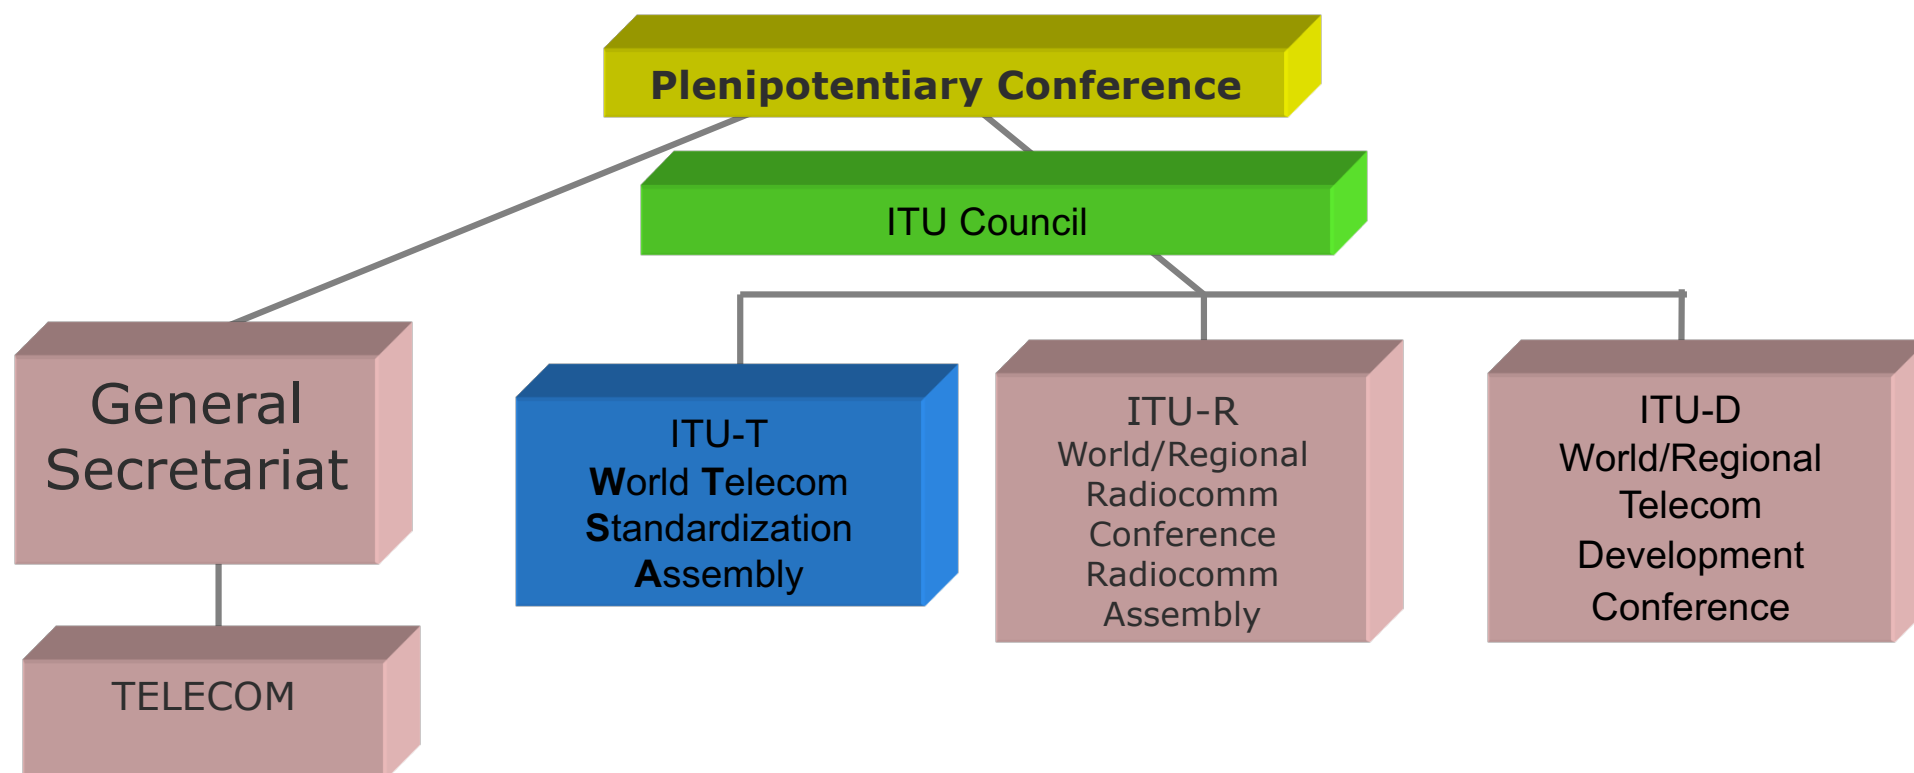 Plenipotentiary Conference
ITU Council
General
Secretariat
TELECOM
ITU-T
World Telecom
Standardization
Assembly
ITU-R
World/Regional
Radiocomm
Conference
Radiocomm
Assembly
ITU-D
World/Regional
Telecom
Development
Conference